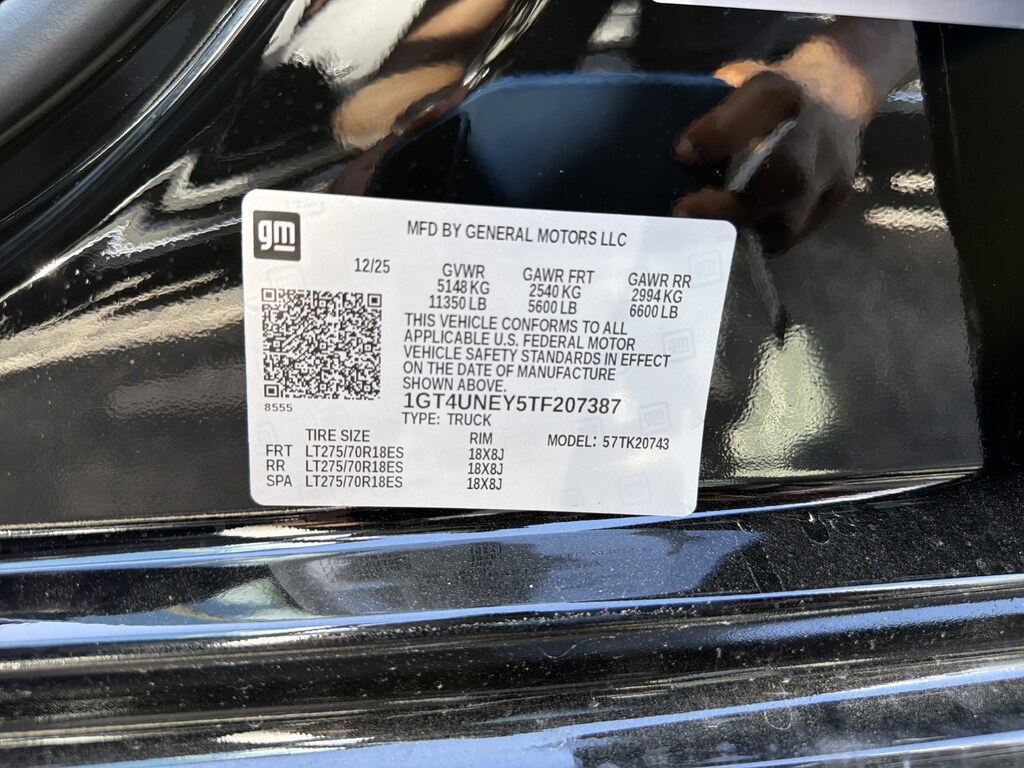 gm
MFD BY GENERAL MOTORS LLC
12/25
GVWR GAWR FRT GAWR RR
5148 KG 2540 KG 2994 KG
11350 LB 5600 LB 6600 LB
THIS VEHICLE CONFORMS TO ALL
APPLICABLE U.S. FEDERAL MOTOR
VEHICLE SAFETY STANDARDS IN EFFECT
ON THE DATE OF MANUFACTURE
SHOWN ABOVE.
8555
1GT4UNEY5TF207387
TYPE: TRUCK
TIRE SIZE RIM MODEL: 57TK20743
FRT LT275/70R18ES 18X8J
RR LT275/70R18ES 18X8J
SPA LT275/70R18ES 18X8J